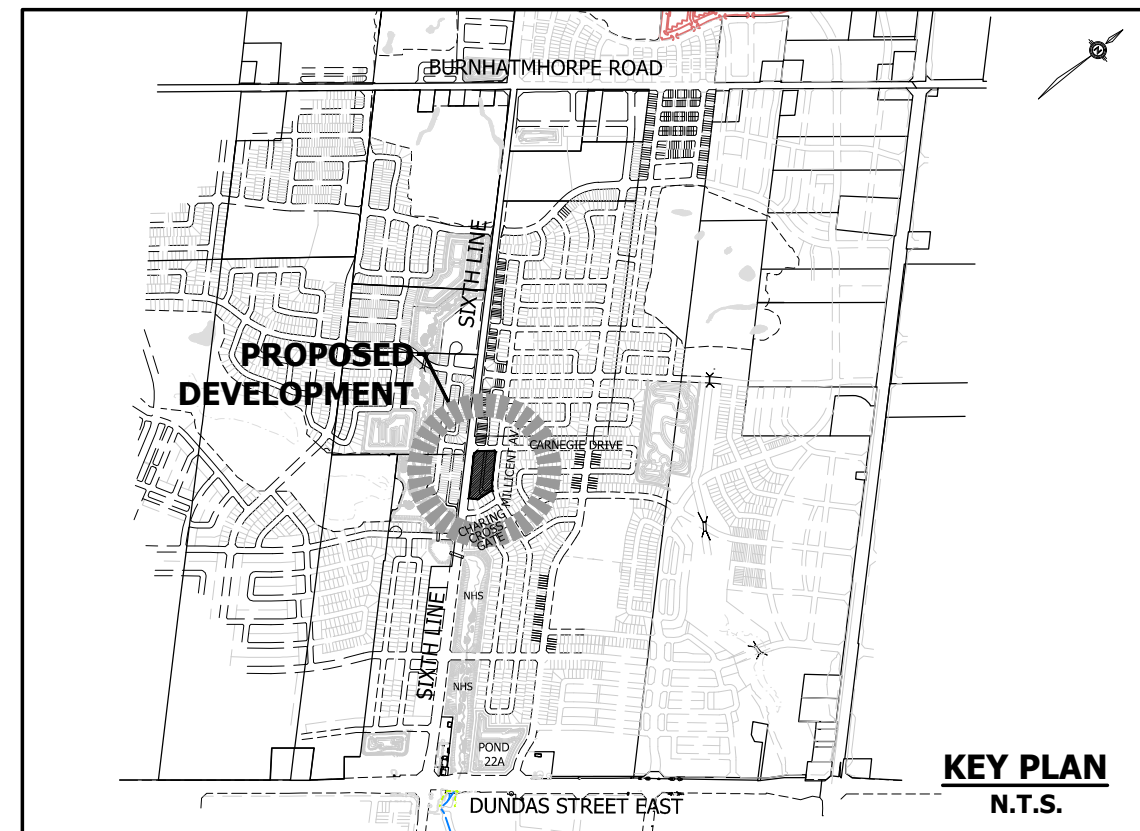 BURNHATMHORPE ROAD
N
SIXTH LINE
PROPOSED
DEVELOPMENT
MILLICENT AV.
CARNEGIE DRIVE
CHARING
CROSS
GATE
NHS
SIXTH LINE
NHS
POND
22A
KEY PLAN
N.T.S.
DUNDAS STREET EAST